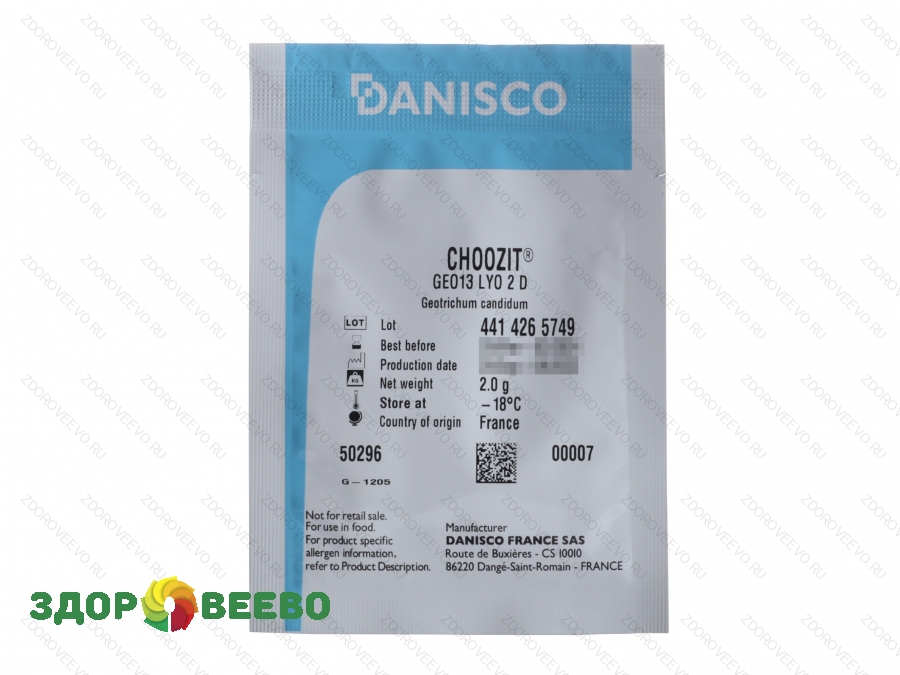 DANISCO
CHOOZIT®
GEO13 LYO 2 D
Geotrichum candidum
LOT Lot 441 426 5749
Best before
Production date
KG Net weight 2.0 g
Store at –18°C
Country of origin France
50296 00007
G – 1205
Not for retail sale.
For use in food.
For product specific
allergen information,
refer to Product Description.
Manufacturer
DANISCO FRANCE SAS
Route de Buxières - CS 10010
86220 Dangé-Saint-Romain - FRANCE
ЗДОРОВЕЕВО
ZDOROVEEVO.RU